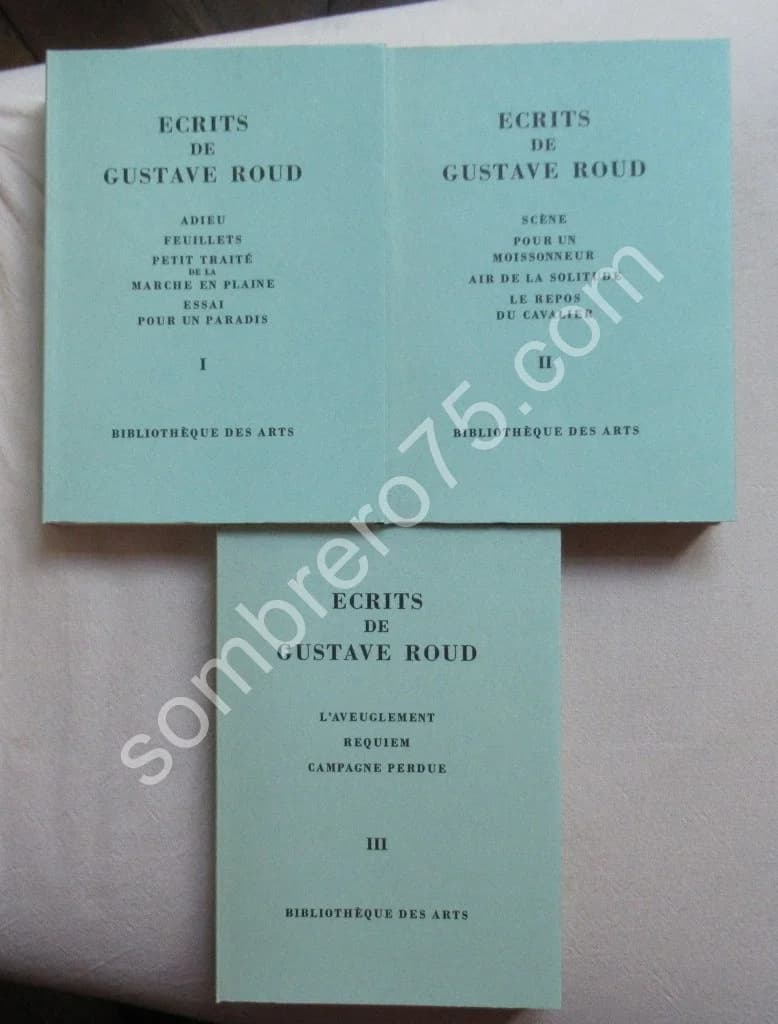 ECRITS
DE
GUSTAVE ROUD
ADIEU
FEUILLETS
PETIT TRAITÉ
DE LA
MARCHE EN PLAINE
ESSAI
POUR UN PARADIS
I
BIBLIOTHÈQUE DES ARTS
ECRITS
DE
GUSTAVE ROUD
SCÈNE
POUR UN
MOISSONNEUR
AIR DE LA SOLITUDE
LE REPOS
DU CAVALIER
II
BIBLIOTHÈQUE DES ARTS
ECRITS
DE
GUSTAVE ROUD
L'AVEUGLEMENT
REQUIEM
CAMPAGNE PERDUE
III
BIBLIOTHÈQUE DES ARTS
sombrero75.com